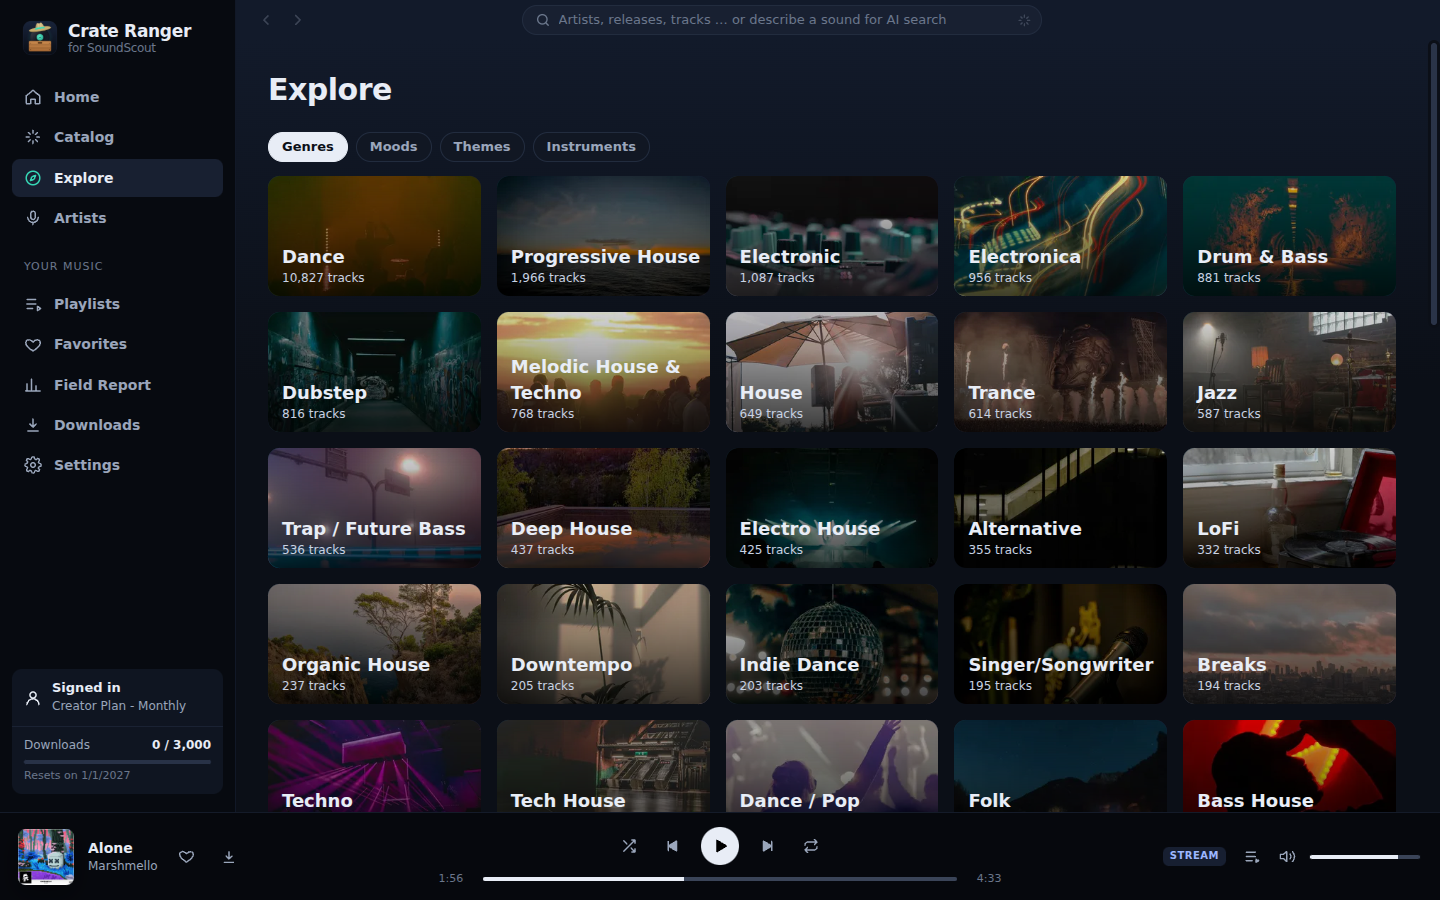 Crate Ranger
for SoundScout
Artists, releases, tracks ... or describe a sound for AI search
Home
Catalog
Explore
Artists
YOUR MUSIC
Playlists
Favorites
Field Report
Downloads
Settings
Signed in
Creator Plan - Monthly
Downloads
0 / 3,000
Resets on 1/1/2027
Explore
Genres
Moods
Themes
Instruments
Dance
10,827 tracks
Progressive House
1,966 tracks
Electronic
1,087 tracks
Electronica
956 tracks
Drum & Bass
881 tracks
Dubstep
816 tracks
Melodic House &
Techno
768 tracks
House
649 tracks
Trance
614 tracks
Jazz
587 tracks
Trap / Future Bass
536 tracks
Deep House
437 tracks
Electro House
425 tracks
Alternative
355 tracks
LoFi
332 tracks
Organic House
237 tracks
Downtempo
205 tracks
Indie Dance
203 tracks
Singer/Songwriter
195 tracks
Breaks
194 tracks
Techno
Tech House
Dance / Pop
Folk
Bass House
Alone
Marshmello
1:56
4:33
STREAM